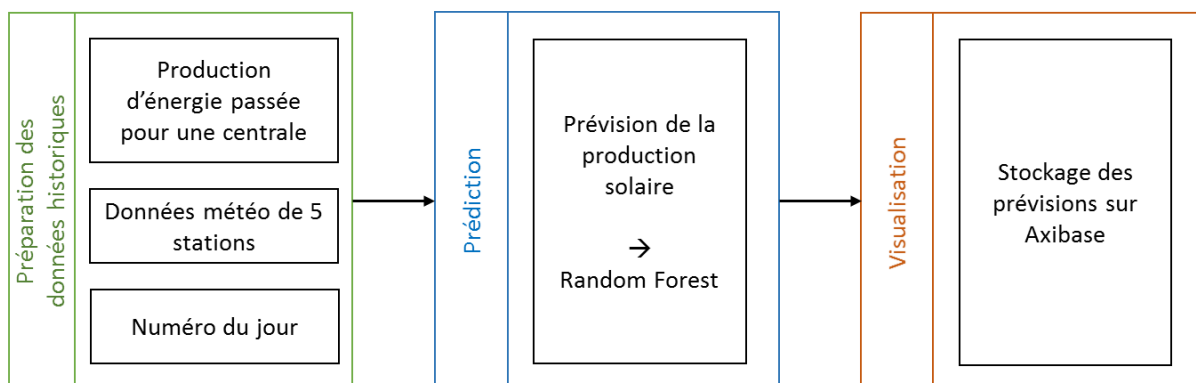 Préparation des
données historiques
Production
d’énergie passée
pour une centrale
Données météo de 5
stations
Numéro du jour
Prédiction
Prévision de la
production
solaire
→
Random Forest
Visualisation
Stockage des
prévisions sur
Axibase